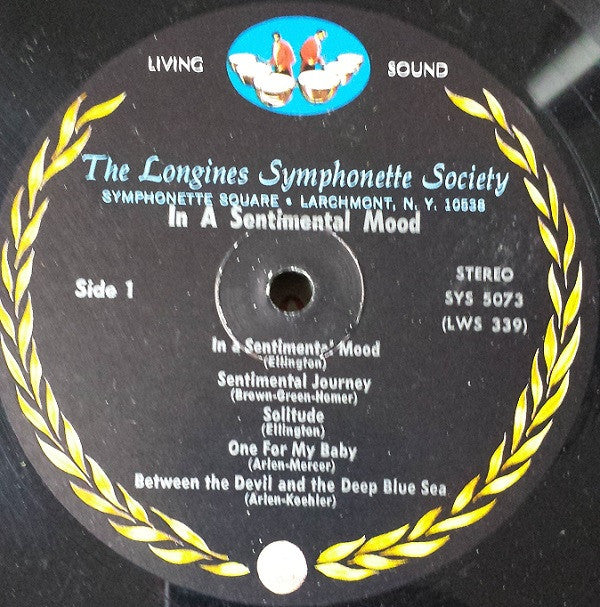 LIVING SOUND
The Longines Symphonette Society
SYMPHONETTE SQUARE • LARCHMONT, N. Y. 10538
In A Sentimental Mood
Side 1
STEREO
SYS 5073
(LWS 339)
In a Sentimental Mood
(Ellington)
Sentimental Journey
(Brown-Green-Homer)
Solitude
(Ellington)
One For My Baby
(Arlen-Mercer)
Between the Devil and the Deep Blue Sea
(Arlen-Koehler)